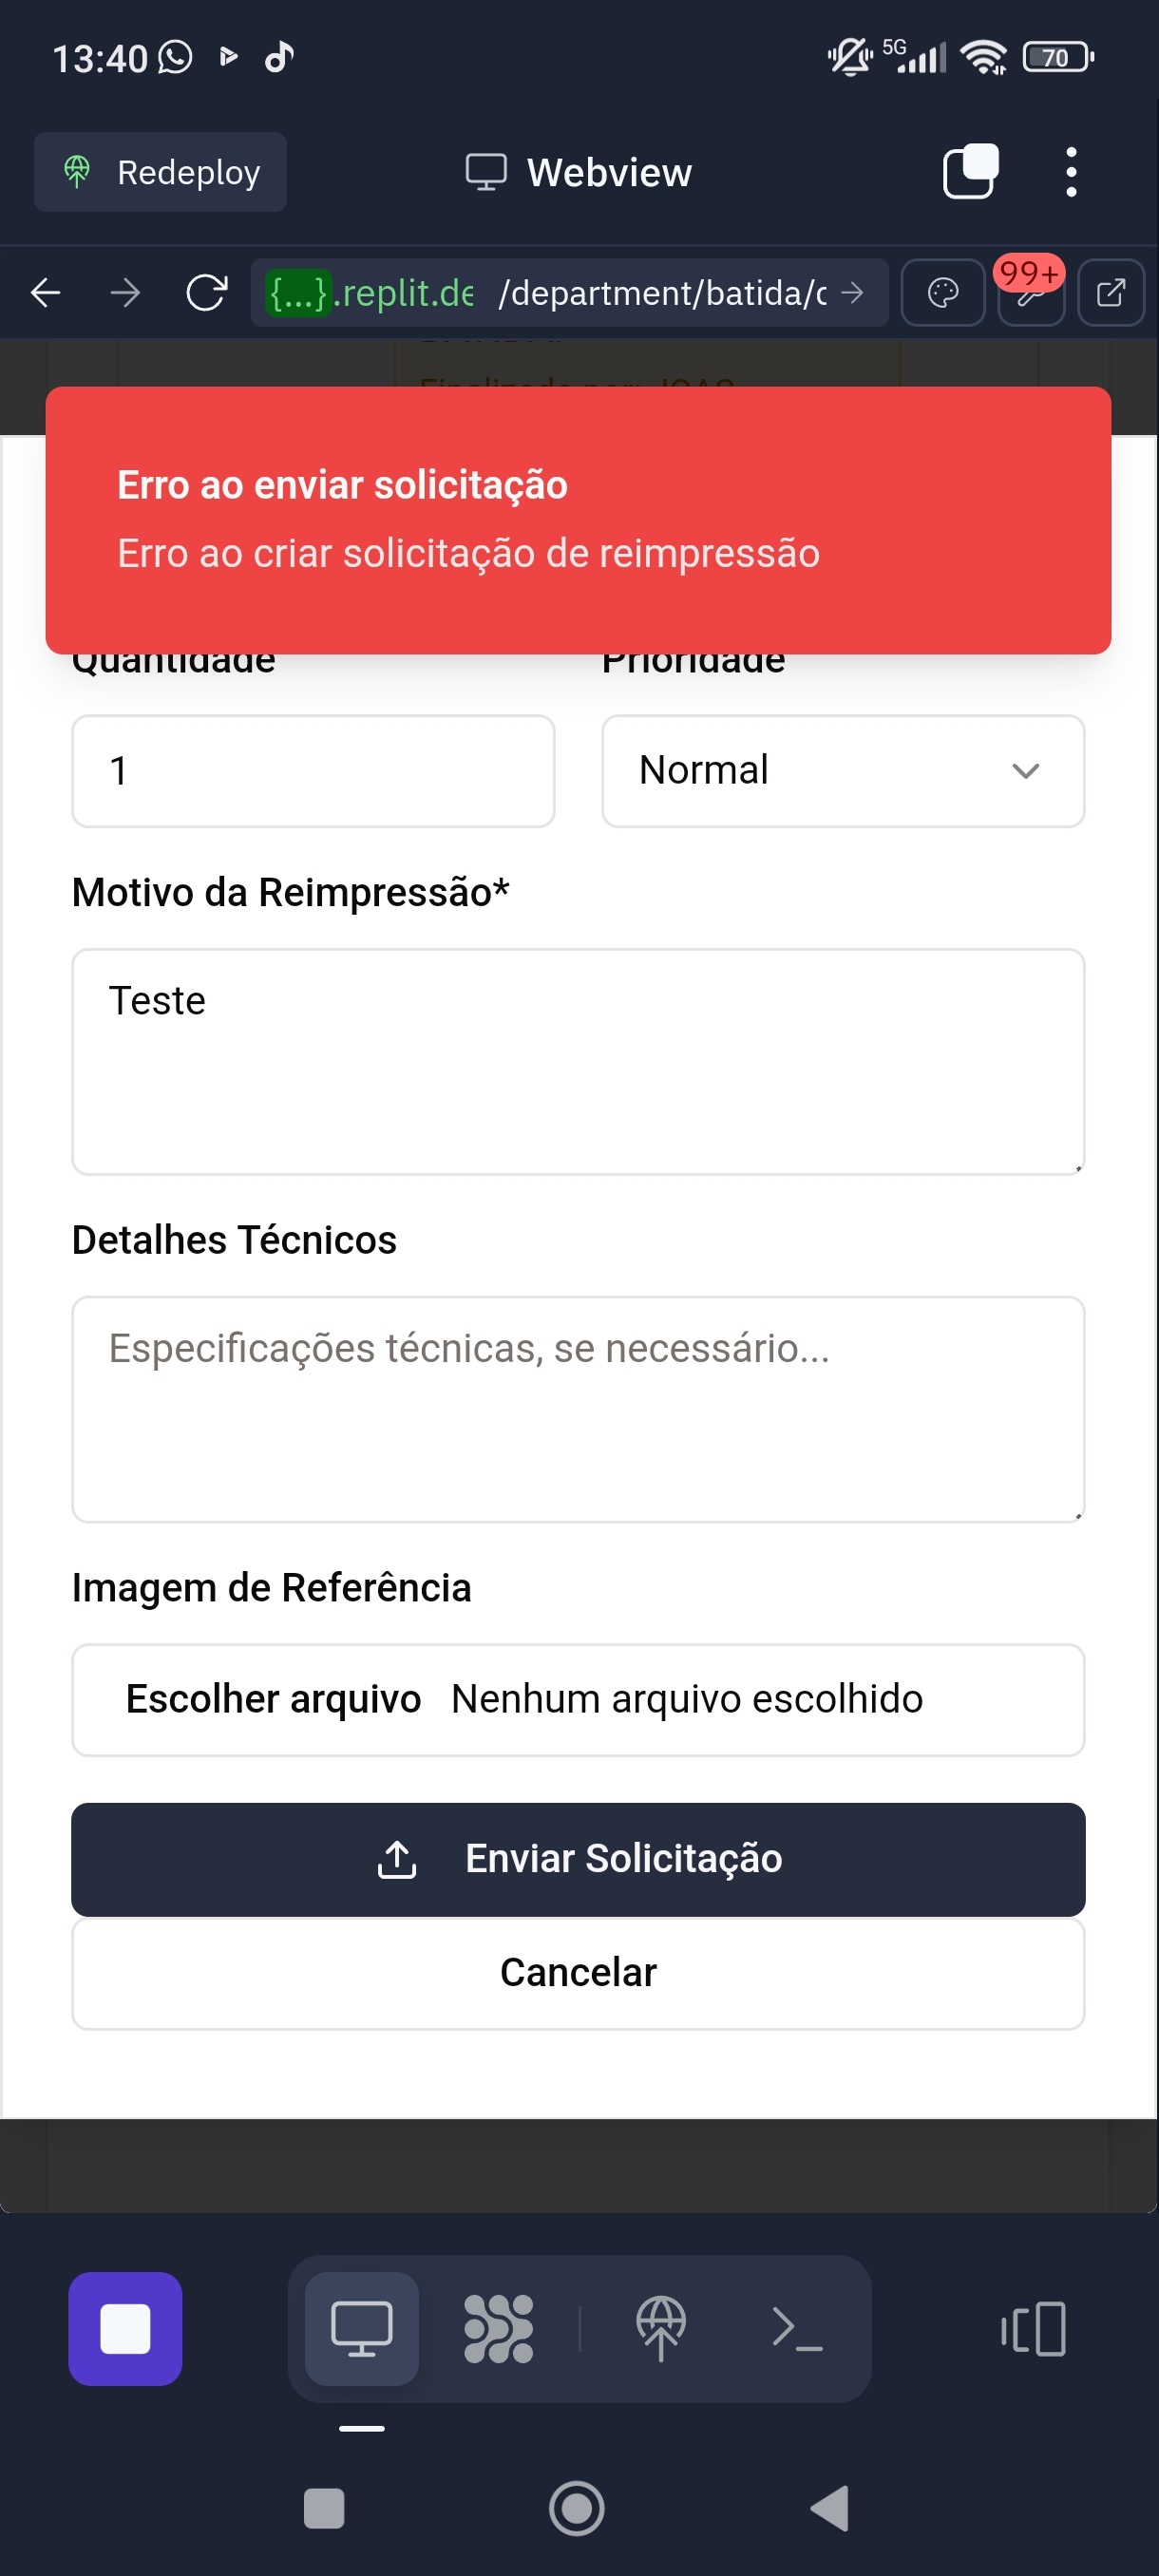 13:40
5G
70
Redeploy
Webview
{...}.replit.de /department/batida/c
99+
Erro ao enviar solicitação
Erro ao criar solicitação de reimpressão
Quantidade Prioridade
1 Normal
Motivo da Reimpressão*
Teste
Detalhes Técnicos
Especificações técnicas, se necessário...
Imagem de Referência
Escolher arquivo Nenhum arquivo escolhido
Enviar Solicitação
Cancelar